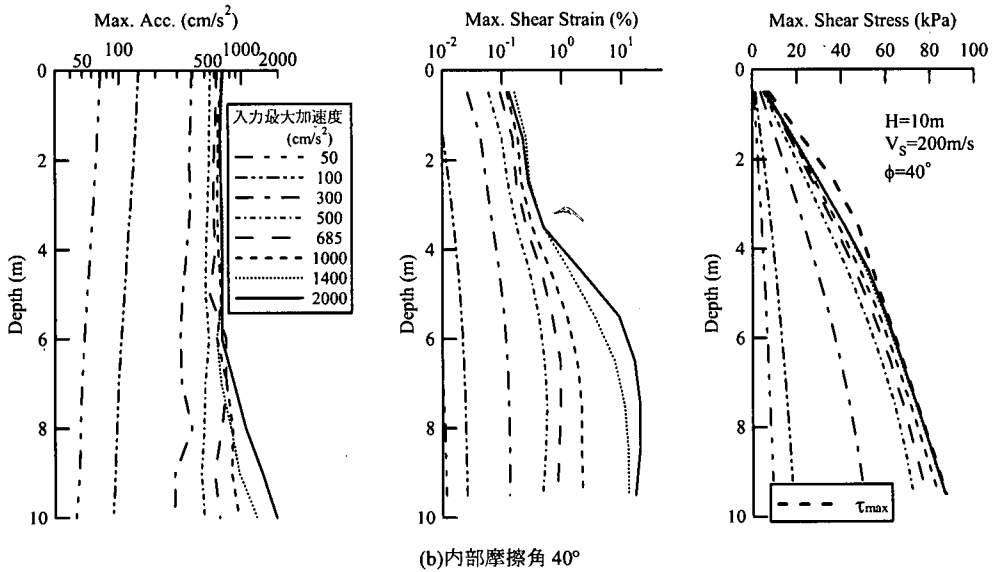 Max. Acc. (cm/s²)
50 100 500 1000 2000
0
2
4
6
8
10
Depth (m)
入力最大加速度
(cm/s²)
50
100
300
500
685
1000
1400
2000
Max. Shear Strain (%)
10⁻² 10⁻¹ 10⁰ 10¹
0
2
4
6
8
10
Depth (m)
Max. Shear Stress (kPa)
0 20 40 60 80 100
0
2
4
6
8
10
Depth (m)
H=10m
V_S=200m/s
ϕ=40°
τmax
(b)内部摩擦角 40°